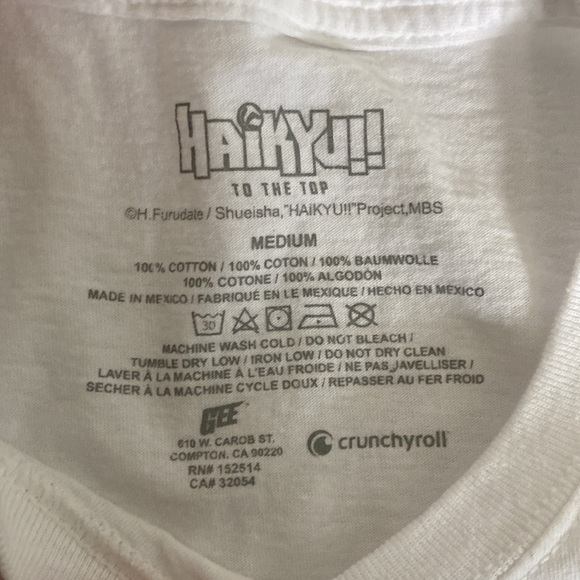 HAiKYU!!
TO THE TOP
©H.Furudate / Shueisha,"HAiKYU!!"Project,MBS
MEDIUM
100% COTTON / 100% COTON / 100% BAUMWOLLE
100% COTONE / 100% ALGODÓN
MADE IN MEXICO / FABRIQUÉ EN LE MEXIQUE / HECHO EN MEXICO
30
MACHINE WASH COLD / DO NOT BLEACH /
TUMBLE DRY LOW / IRON LOW / DO NOT DRY CLEAN
LAVER À LA MACHINE À L'EAU FROIDE / NE PAS JAVELLISER /
SECHER À LA MACHINE CYCLE DOUX / REPASSER AU FER FROID
GEE
610 W. CAROB ST.
COMPTON, CA 90220
RN# 152514
CA# 32054
crunchyroll